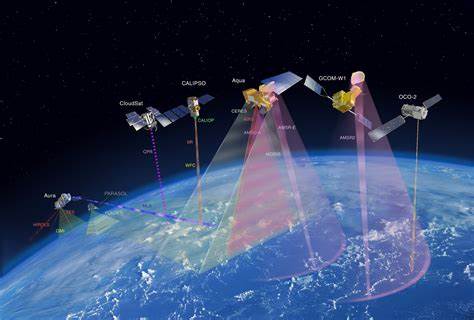 Aqua
GCOM-W1
CALIPSO
OCO-2
CloudSat
CERES
CALIOP
AIRS
AMSR-E
AMSR2
IIR
CPR
MODIS
WFC
Aura
PARASOL
MLS
HIRDLS
OMI